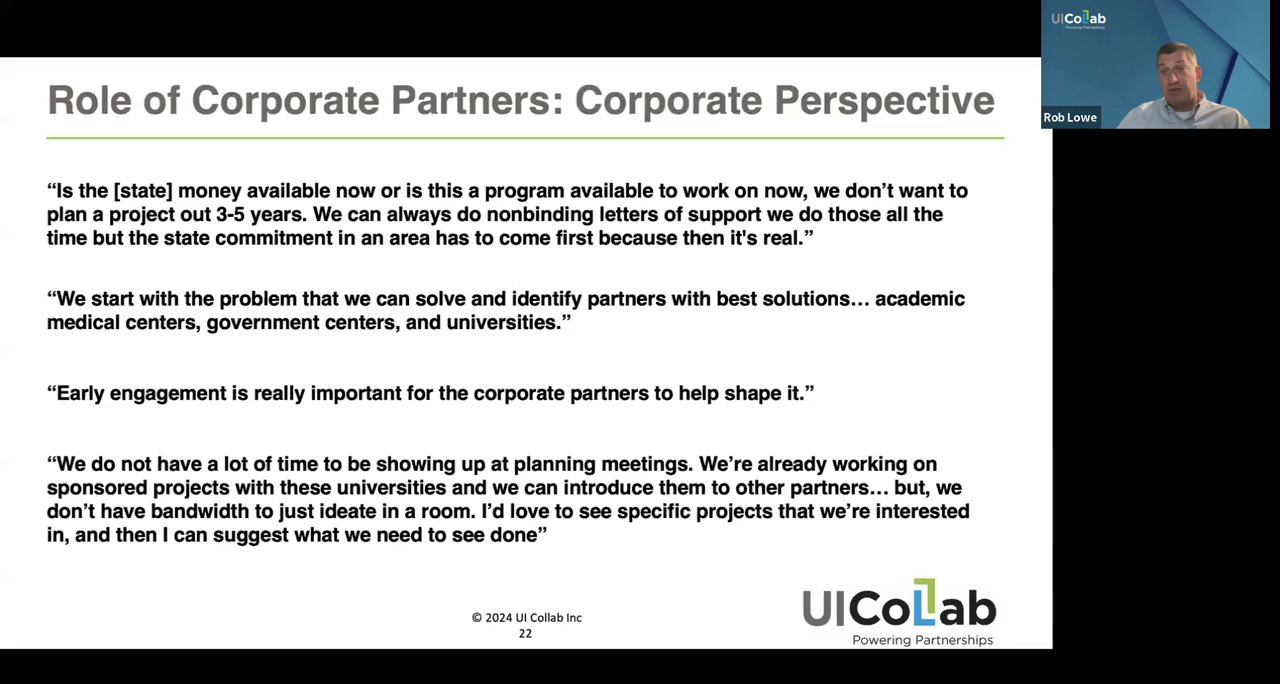 Role of Corporate Partners: Corporate Perspective
“Is the [state] money available now or is this a program available to work on now, we don’t want to
plan a project out 3-5 years. We can always do nonbinding letters of support we do those all the
time but the state commitment in an area has to come first because then it's real.”
“We start with the problem that we can solve and identify partners with best solutions… academic
medical centers, government centers, and universities.”
“Early engagement is really important for the corporate partners to help shape it.”
“We do not have a lot of time to be showing up at planning meetings. We’re already working on
sponsored projects with these universities and we can introduce them to other partners… but, we
don’t have bandwidth to just ideate in a room. I’d love to see specific projects that we’re interested
in, and then I can suggest what we need to see done”
© 2024 UI Collab Inc
22
UICoLab
Powering Partnerships
UICoLab
Powering Partnerships
Rob Lowe